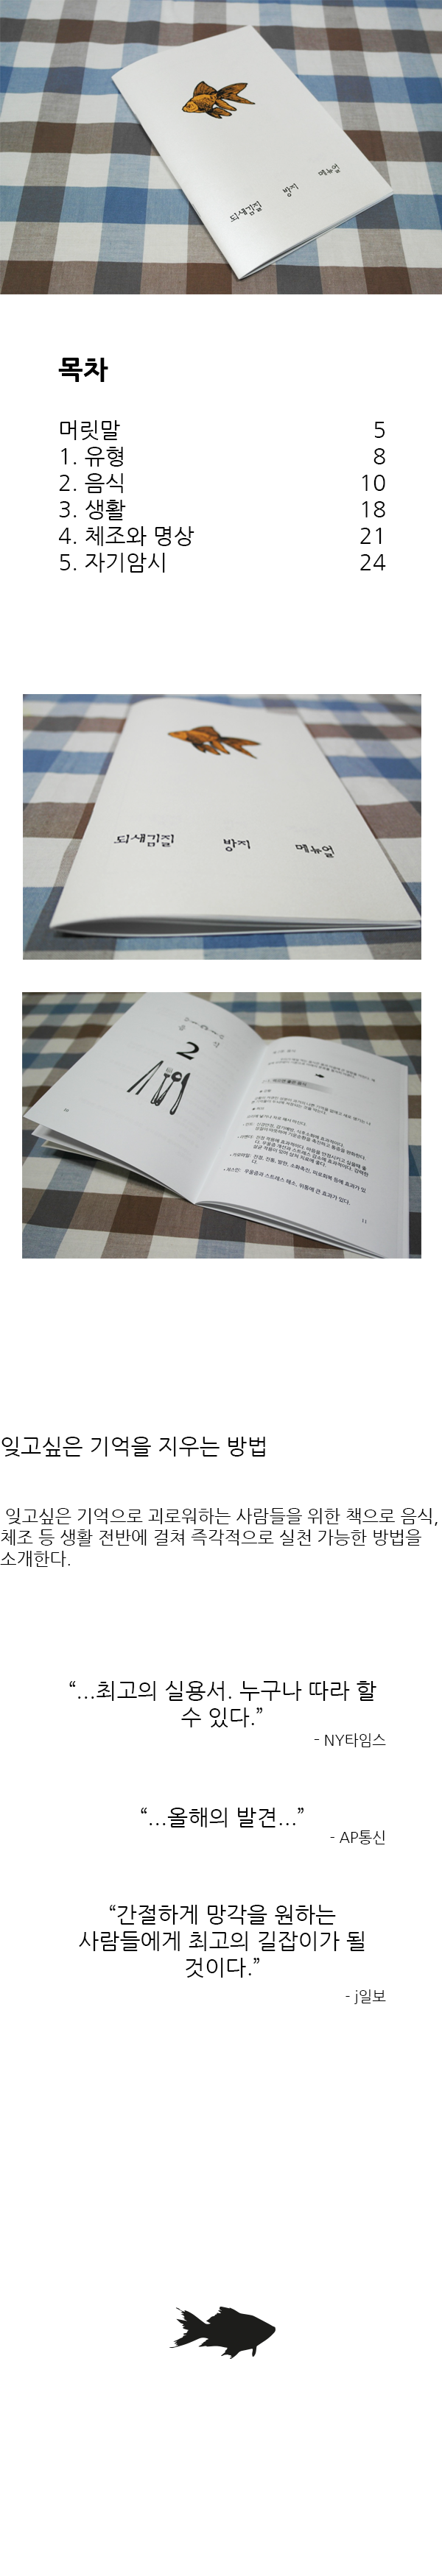 되새김질 방지 메뉴얼
목차
머릿말 5
1. 유형 8
2. 음식 10
3. 생활 18
4. 체조와 명상 21
5. 자기암시 24
되새김질 방지 메뉴얼
2
11
잊고싶은 기억을 지우는 방법
잊고싶은 기억으로 괴로워하는 사람들을 위한 책으로 음식,
체조 등 생활 전반에 걸쳐 즉각적으로 실천 가능한 방법을
소개한다.
“...최고의 실용서. 누구나 따라 할
수 있다.”
- NY타임스
“...올해의 발견...”
- AP통신
“간절하게 망각을 원하는
사람들에게 최고의 길잡이가 될
것이다.”
- j일보